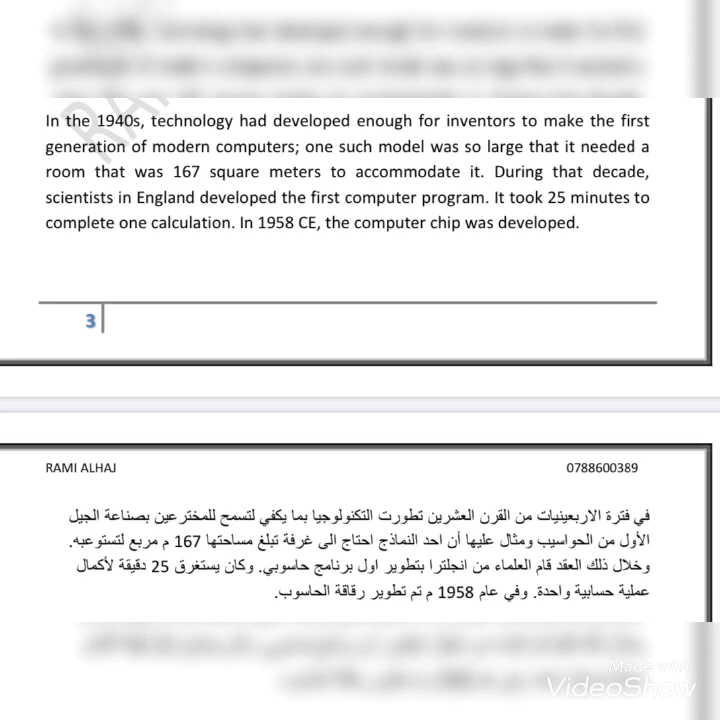 In the 1940s, technology had developed enough for inventors to make the first
generation of modern computers; one such model was so large that it needed a
room that was 167 square meters to accommodate it. During that decade,
scientists in England developed the first computer program. It took 25 minutes to
complete one calculation. In 1958 CE, the computer chip was developed.
3
RAMI ALHAJ 0788600389
في فترة الاربعينيات من القرن العشرين تطورت التكنولوجيا بما يكفي لتسمح للمخترعين بصناعة الجيل
الأول من الحواسيب ومثال عليها أن احد النماذج احتاج الى غرفة تبلغ مساحتها 167 م مربع لتستوعبه.
وخلال ذلك العقد قام العلماء من انجلترا بتطوير اول برنامج حاسوبي. وكان يستغرق 25 دقيقة لأكمال
عملية حسابية واحدة. وفي عام 1958 م تم تطوير رقاقة الحاسوب.
Made with
VideoShow